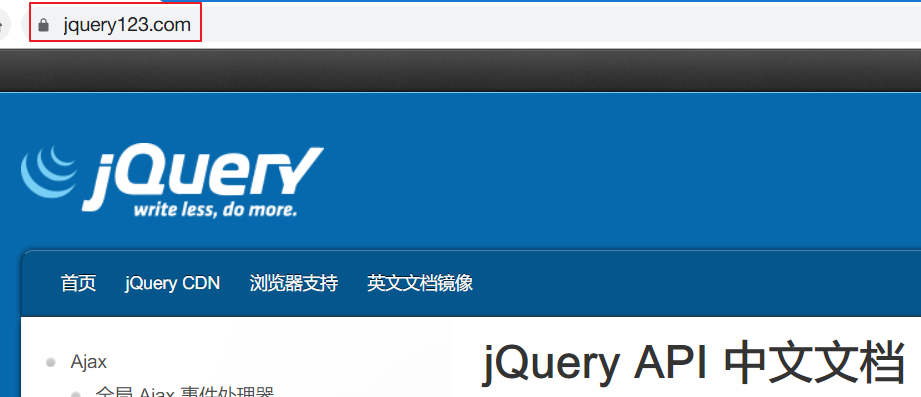 jquery123.com
jQuery
write less, do more.
首页 jQuery CDN 浏览器支持 英文文档镜像
Ajax
全局 Ajax 事件处理器
jQuery API 中文文档